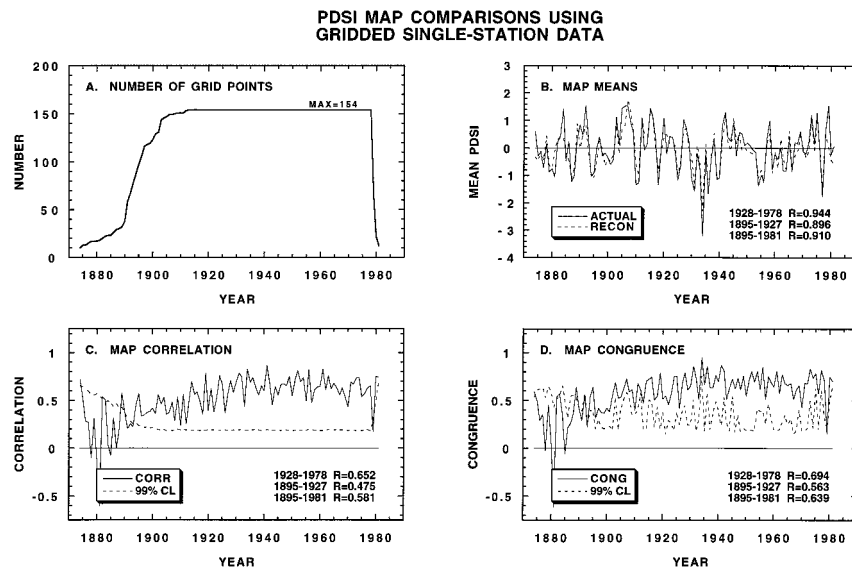 PDSI MAP COMPARISONS USING
GRIDDED SINGLE-STATION DATA
A. NUMBER OF GRID POINTS
MAX=154
NUMBER
200
150
100
50
0
1880 1900 1920 1940 1960 1980
YEAR
B. MAP MEANS
MEAN PDSI
3
2
1
0
-1
-2
-3
-4
ACTUAL
RECON
1928-1978 R=0.944
1895-1927 R=0.896
1895-1981 R=0.910
1880 1900 1920 1940 1960 1980
YEAR
C. MAP CORRELATION
CORRELATION
1
0.5
0
-0.5
CORR
99% CL
1928-1978 R=0.652
1895-1927 R=0.475
1895-1981 R=0.581
1880 1900 1920 1940 1960 1980
YEAR
D. MAP CONGRUENCE
CONGRUENCE
1
0.5
0
-0.5
CONG
99% CL
1928-1978 R=0.694
1895-1927 R=0.563
1895-1981 R=0.639
1880 1900 1920 1940 1960 1980
YEAR